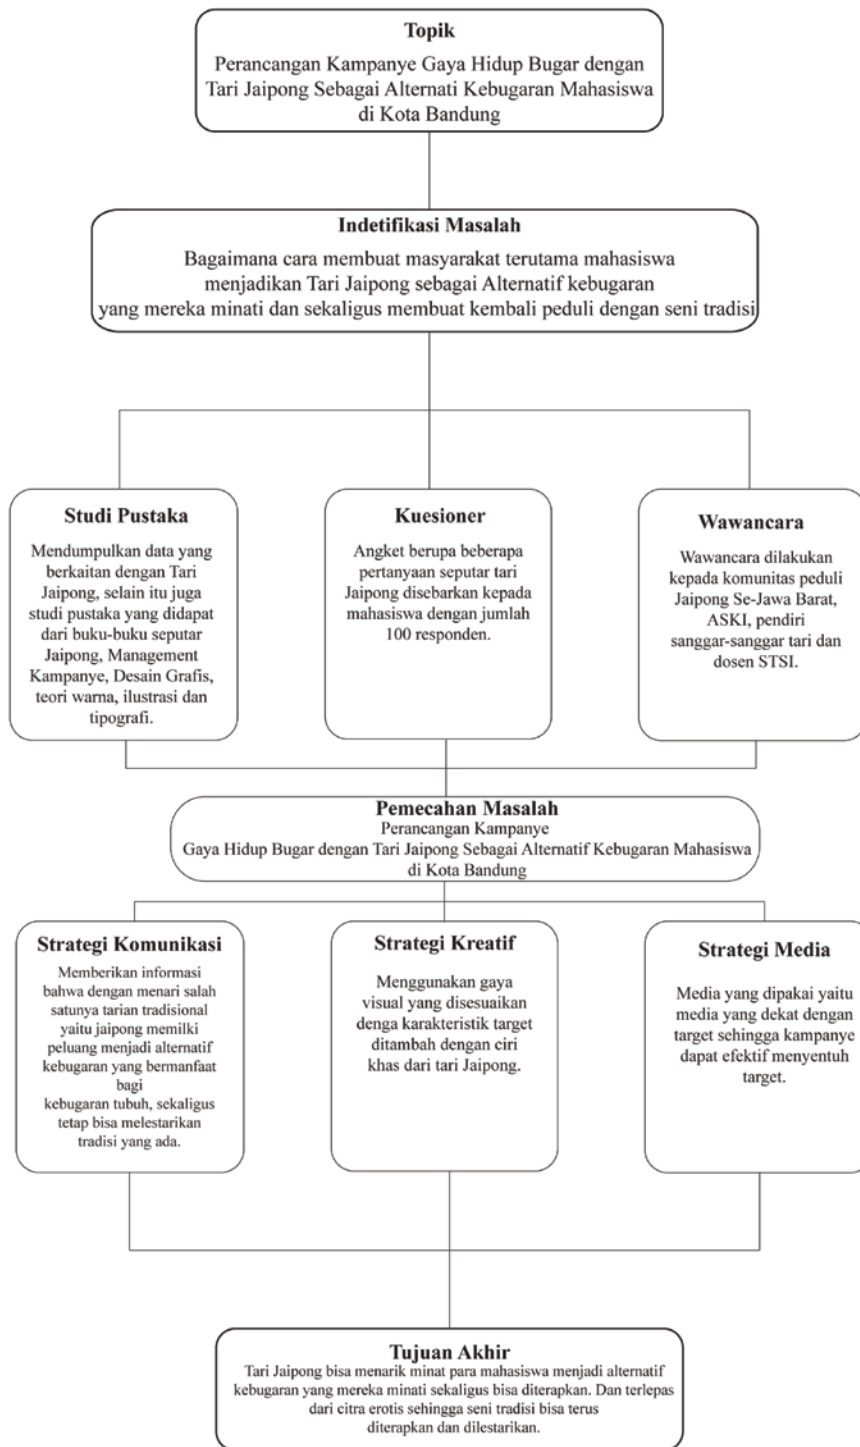 Topik
Perancangan Kampanye Gaya Hidup Bugar dengan
Tari Jaipong Sebagai Alternati Kebugaran Mahasiswa
di Kota Bandung
Indetifikasi Masalah
Bagaimana cara membuat masyarakat terutama mahasiswa
menjadikan Tari Jaipong sebagai Alternatif kebugaran
yang mereka minati dan sekaligus membuat kembali peduli dengan seni tradisi
Studi Pustaka
Mendumpulkan data yang
berkaitan dengan Tari
Jaipong, selain itu juga
studi pustaka yang didapat
dari buku-buku seputar
Jaipong, Management
Kampanye, Desain Grafis,
teori warna, ilustrasi dan
tipografi.
Kuesioner
Angket berupa beberapa
pertanyaan seputar tari
Jaipong disebarkan kepada
mahasiswa dengan jumlah
100 responden.
Wawancara
Wawancara dilakukan
kepada komunitas peduli
Jaipong Se-Jawa Barat,
ASKI, pendiri
sanggar-sanggar tari dan
dosen STSI.
Pemecahan Masalah
Perancangan Kampanye
Gaya Hidup Bugar dengan Tari Jaipong Sebagai Alternatif Kebugaran Mahasiswa
di Kota Bandung
Strategi Komunikasi
Memberikan informasi
bahwa dengan menari salah
satunya tarian tradisional
yaitu jaipong memilki
peluang menjadi alternatif
kebugaran yang bermanfaat
bagi
kebugaran tubuh, sekaligus
tetap bisa melestarikan
tradisi yang ada.
Strategi Kreatif
Menggunakan gaya
visual yang disesuaikan
denga karakteristik target
ditambah dengan ciri
khas dari tari Jaipong.
Strategi Media
Media yang dipakai yaitu
media yang dekat dengan
target sehingga kampanye
dapat efektif menyentuh
target.
Tujuan Akhir
Tari Jaipong bisa menarik minat para mahasiswa menjadi alternatif
kebugaran yang mereka minati sekaligus bisa diterapkan. Dan terlepas
dari citra erotis sehingga seni tradisi bisa terus
diterapkan dan dilestarikan.